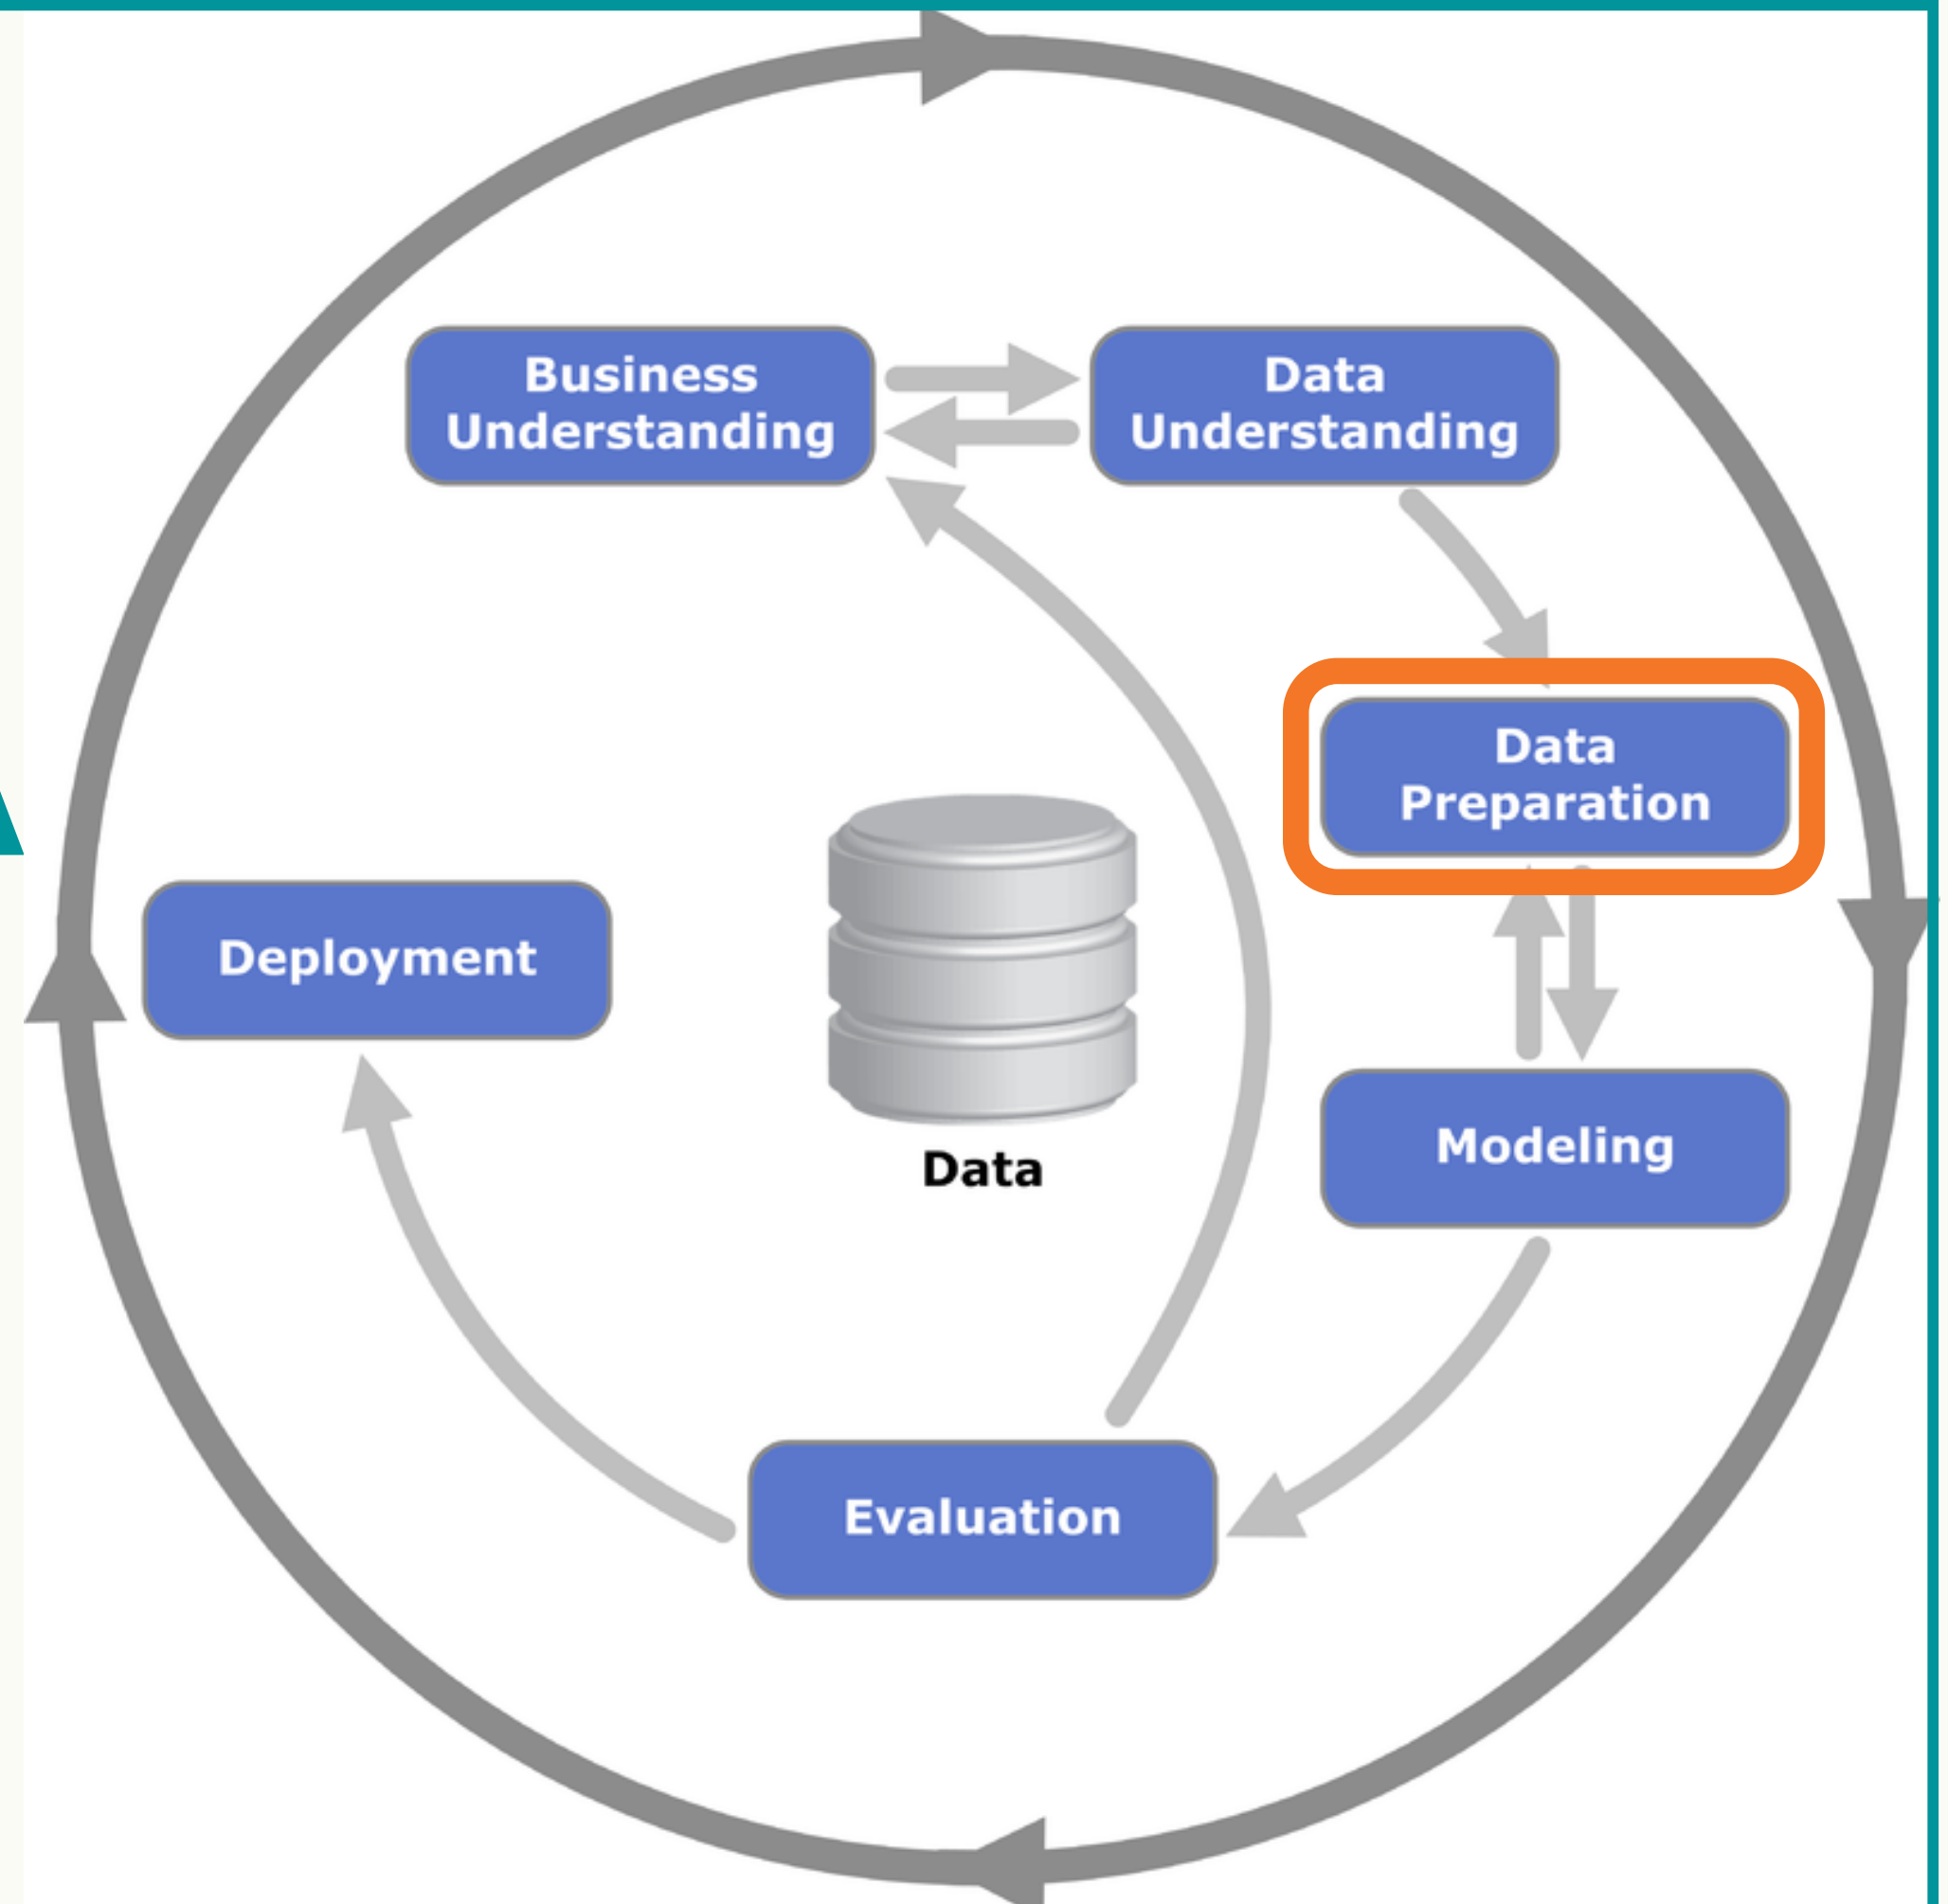 Business
Understanding
Data
Understanding
Data
Preparation
Deployment
Data
Modeling
Evaluation